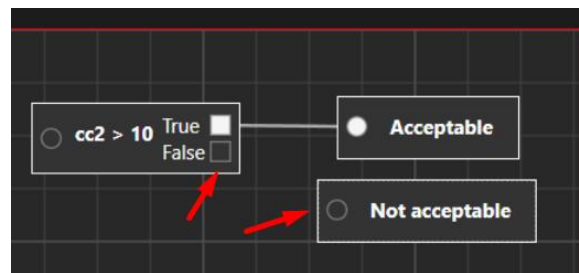 cc2 > 10
True
False
Acceptable
Not acceptable